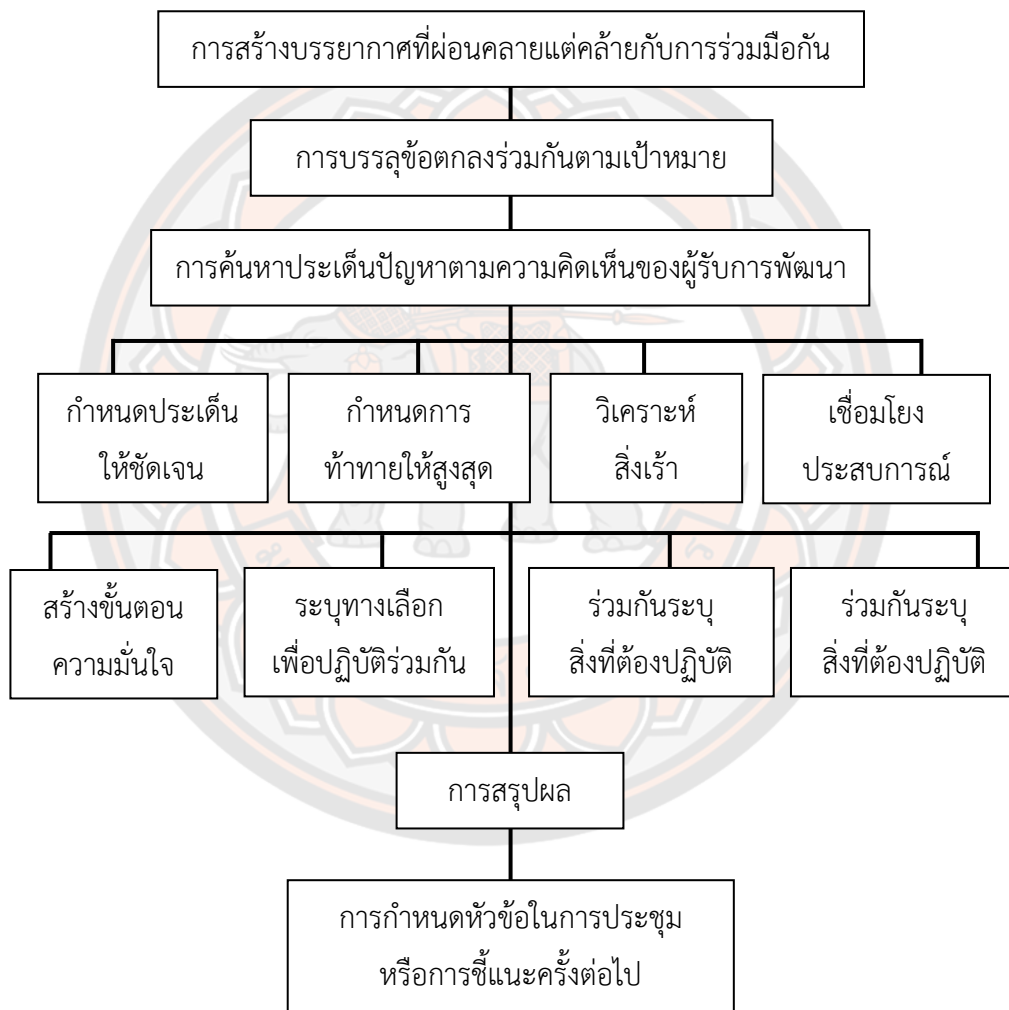 การสร้างบรรยากาศที่ผ่อนคลายแต่คล้ายกับการร่วมมือกัน
การบรรลุข้อตกลงร่วมกันตามเป้าหมาย
การค้นหาประเด็นปัญหาตามความคิดเห็นของผู้รับการพัฒนา
กำหนดประเด็น
ให้ชัดเจน
กำหนดการ
ท้าทายให้สูงสุด
วิเคราะห์
สิ่งเร้า
เชื่อมโยง
ประสบการณ์
สร้างขั้นตอน
ความมั่นใจ
ระบุทางเลือก
เพื่อปฏิบัติร่วมกัน
ร่วมกันระบุ
สิ่งที่ต้องปฏิบัติ
ร่วมกันระบุ
สิ่งที่ต้องปฏิบัติ
การสรุปผล
การกำหนดหัวข้อในการประชุม
หรือการชี้แนะครั้งต่อไป